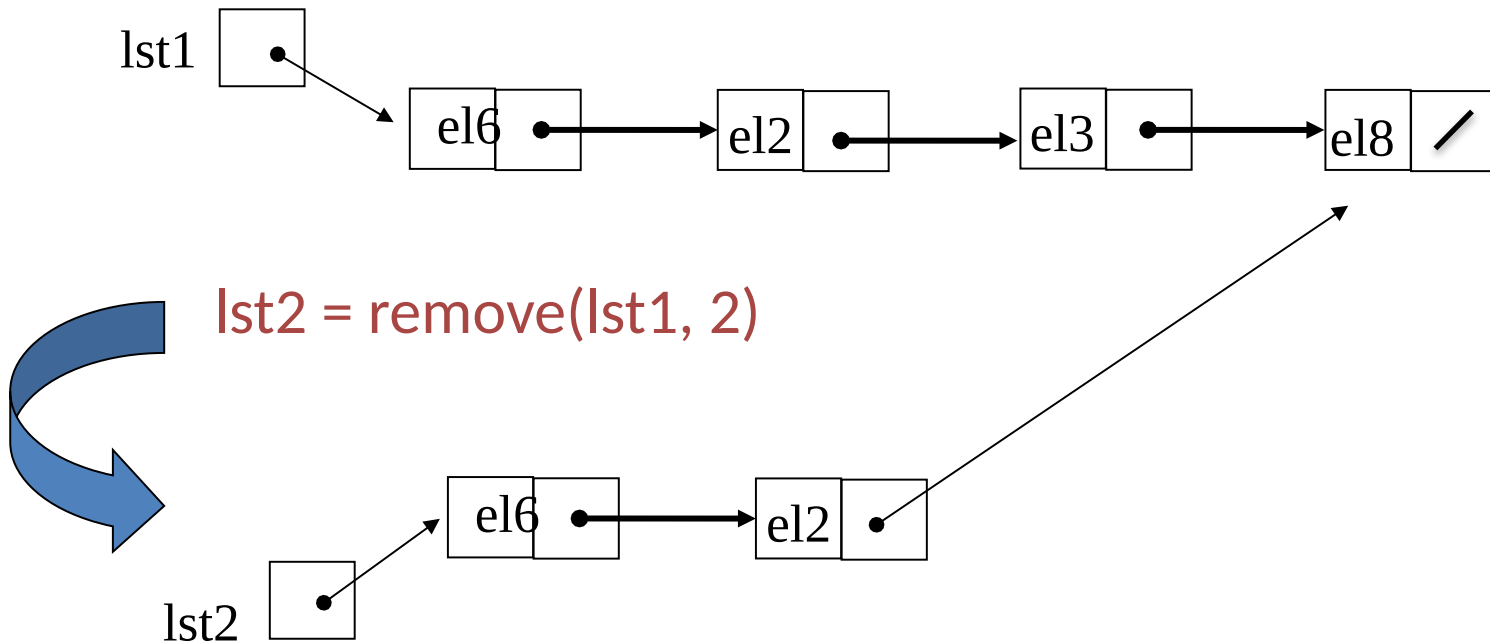 lst1
el6 el2 el3 el8
lst2 = remove(lst1, 2)
el6 el2
lst2